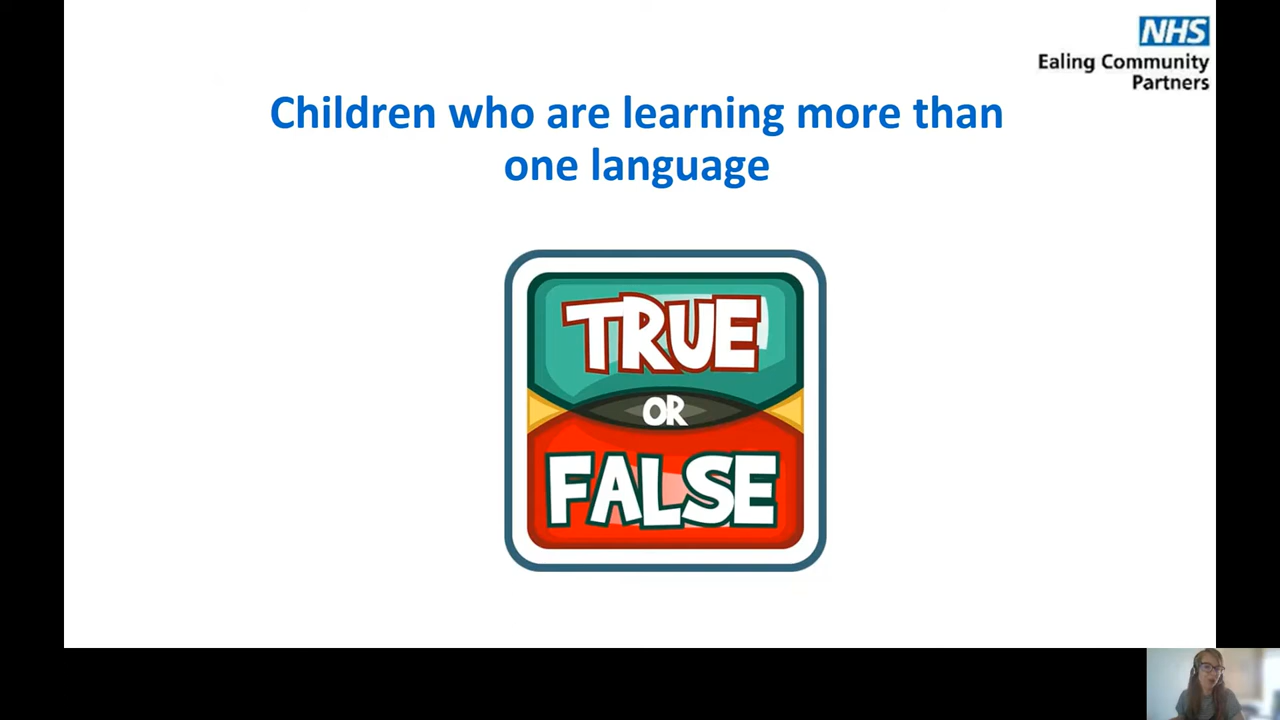 NHS
Ealing Community
Partners
Children who are learning more than
one language
TRUE
OR
FALSE